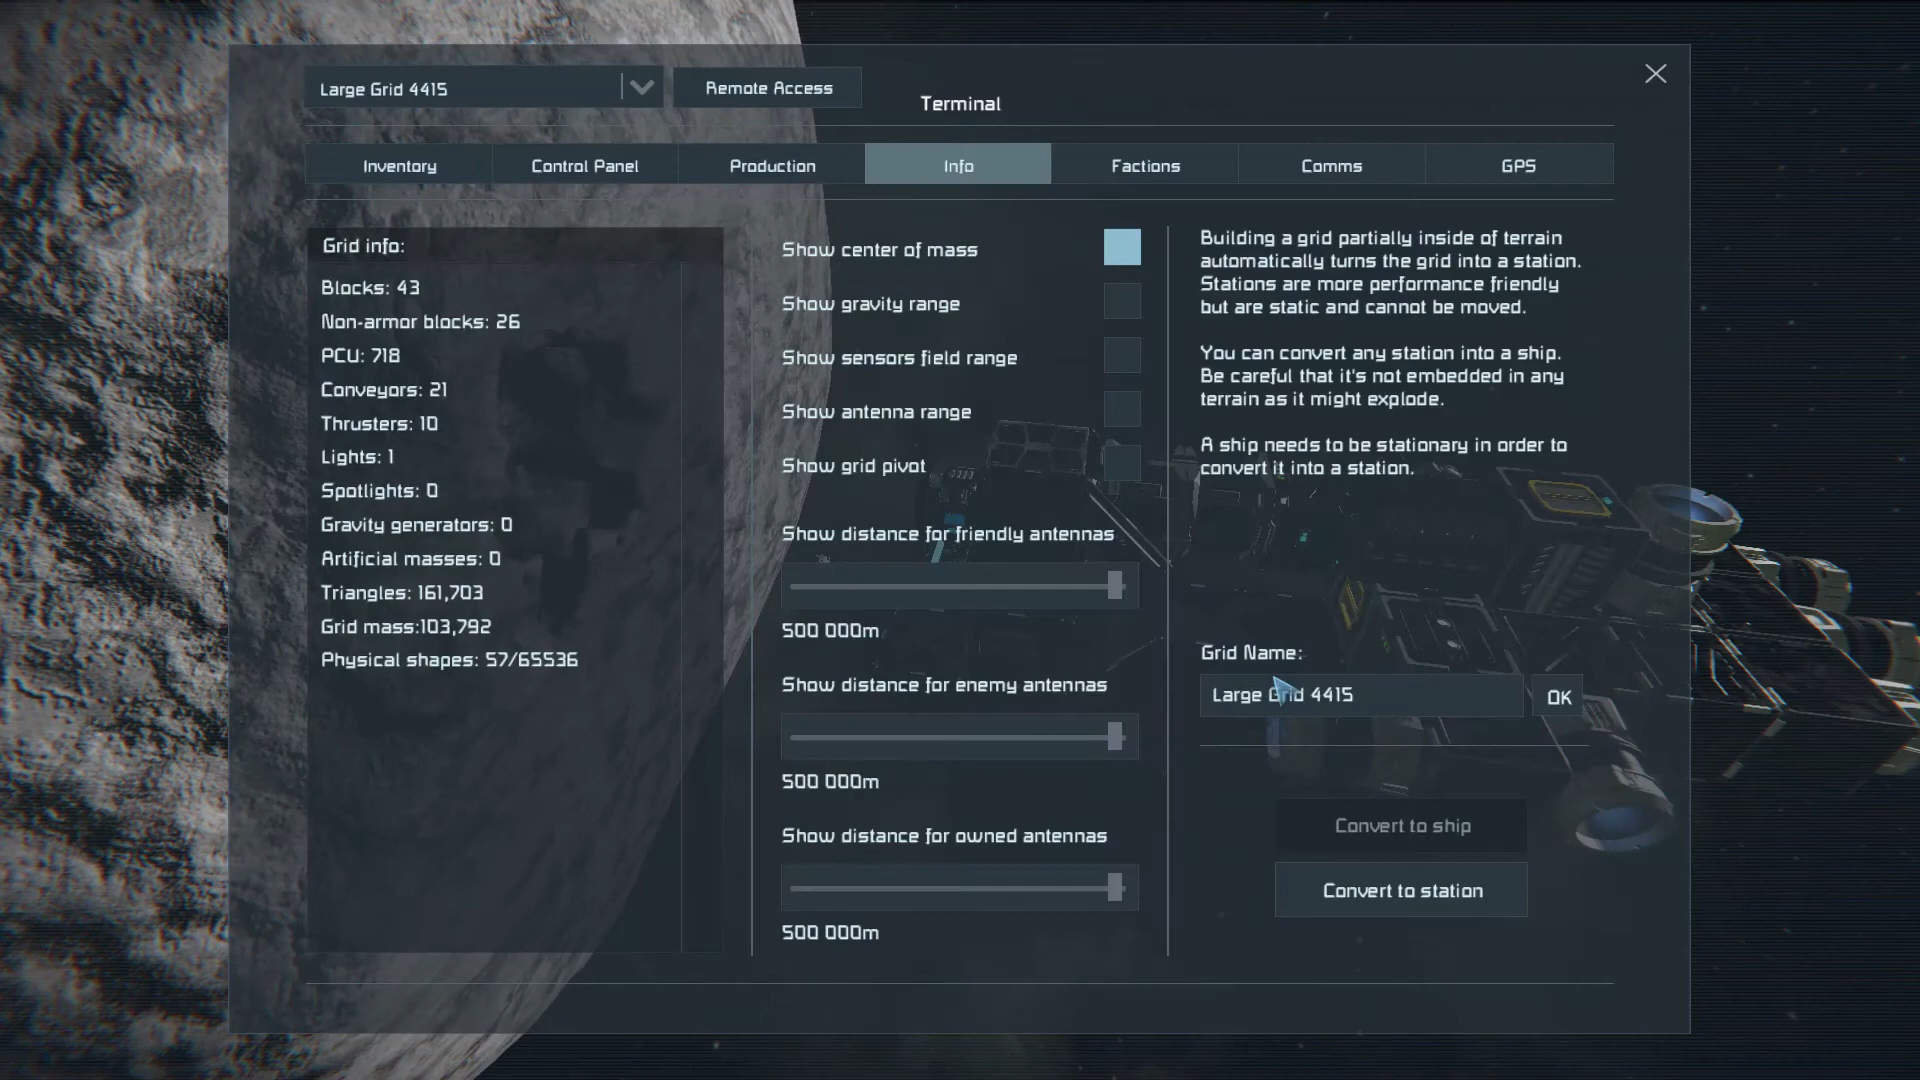 Large Grid 4415
Remote Access
Terminal
Inventory
Control Panel
Production
Info
Factions
Comms
GPS
Grid info:
Blocks: 43
Non-armor blocks: 26
PCU: 718
Conveyors: 21
Thrusters: 10
Lights: 1
Spotlights: 0
Gravity generators: 0
Artificial masses: 0
Triangles: 161,703
Grid mass:103,792
Physical shapes: 57/65536
Show center of mass
Show gravity range
Show sensors field range
Show antenna range
Show grid pivot
Show distance for friendly antennas
500 000m
Show distance for enemy antennas
500 000m
Show distance for owned antennas
500 000m
Building a grid partially inside of terrain
automatically turns the grid into a station.
Stations are more performance friendly
but are static and cannot be moved.
You can convert any station into a ship.
Be careful that it's not embedded in any
terrain as it might explode.
A ship needs to be stationary in order to
convert it into a station.
Grid Name:
Large Grid 4415
OK
Convert to ship
Convert to station